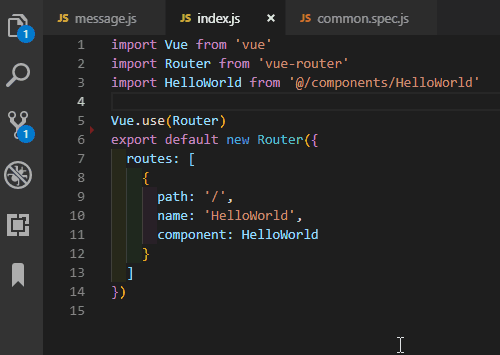 JS message.js JS index.js × JS common.spec.js
1
1
1 import Vue from 'vue'
2 import Router from 'vue-router'
3 import HelloWorld from '@/components/HelloWorld'
4
5 Vue.use(Router)
6 export default new Router({
7   routes: [
8     {
9       path: '/',
10       name: 'HelloWorld',
11       component: HelloWorld
12     }
13   ]
14 })
15